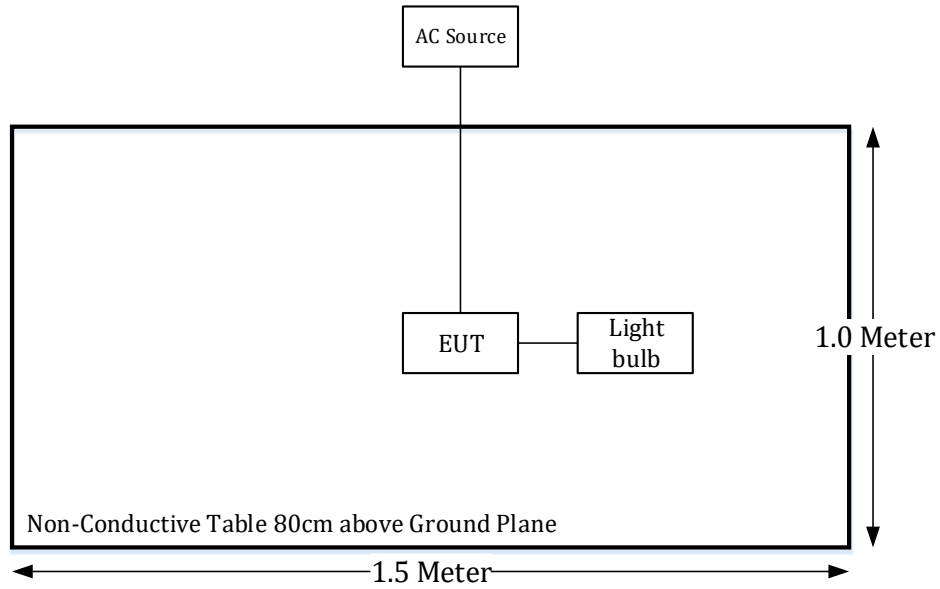 AC Source
EUT
Light
bulb
1.0 Meter
Non-Conductive Table 80cm above Ground Plane
1.5 Meter